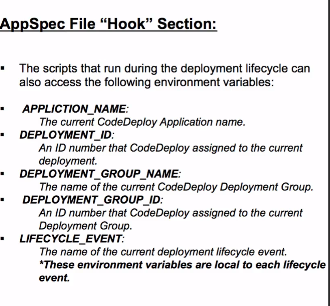 AppSpec File “Hook” Section:
▪ The scripts that run during the deployment lifecycle can
also access the following environment variables:
▪ APPLICTION_NAME:
The current CodeDeploy Application name.
▪ DEPLOYMENT_ID:
An ID number that CodeDeploy assigned to the current
deployment.
▪ DEPLOYMENT_GROUP_NAME:
The name of the current CodeDeploy Deployment Group.
▪ DEPLOYMENT_GROUP_ID:
An ID number that CodeDeploy assigned to the current
Deployment Group.
▪ LIFECYCLE_EVENT:
The name of the current deployment lifecycle event.
*These environment variables are local to each lifecycle
event.